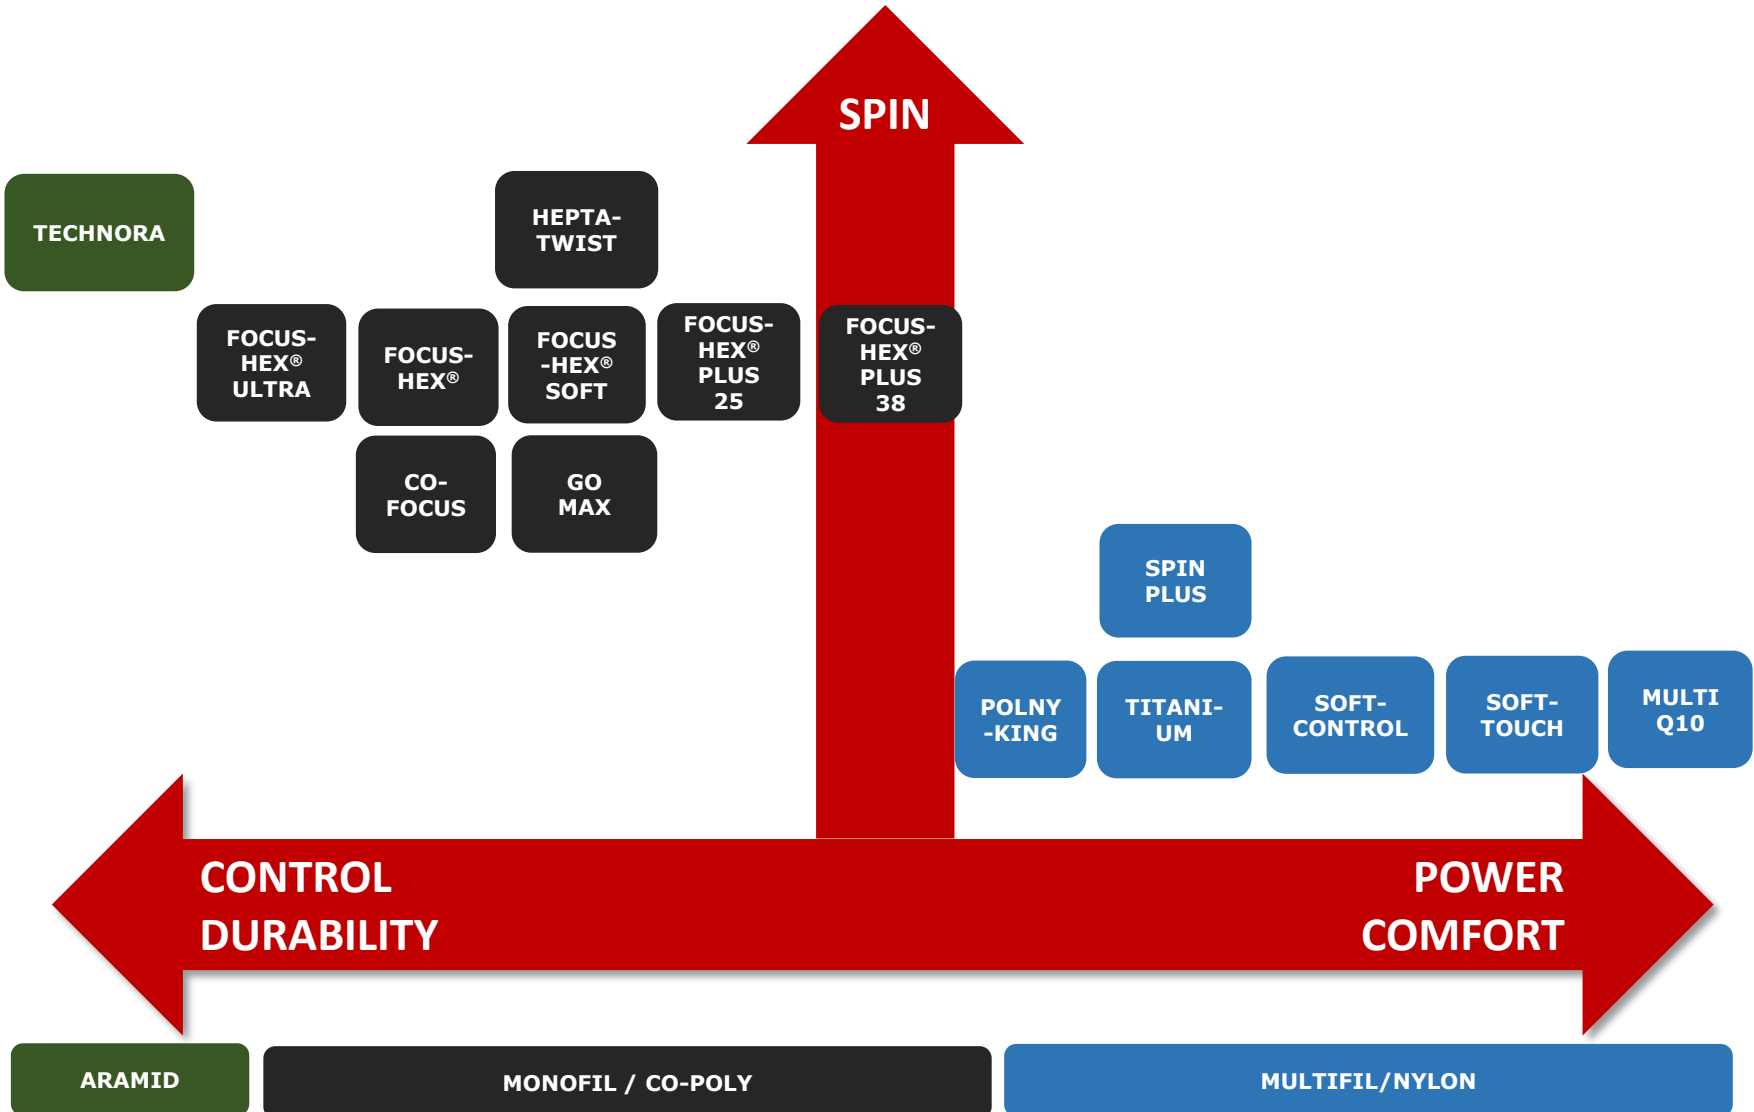 SPIN
TECHNORA
HEPTA-
TWIST
FOCUS-
HEX®
ULTRA
FOCUS-
HEX®
FOCUS
-HEX®
SOFT
FOCUS-
HEX®
PLUS
25
FOCUS-
HEX®
PLUS
38
CO-
FOCUS
GO
MAX
SPIN
PLUS
POLNY
-KING
TITANI-
UM
SOFT-
CONTROL
SOFT-
TOUCH
MULTI
Q10
CONTROL
DURABILITY
POWER
COMFORT
ARAMID
MONOFIL / CO-POLY
MULTIFIL/NYLON